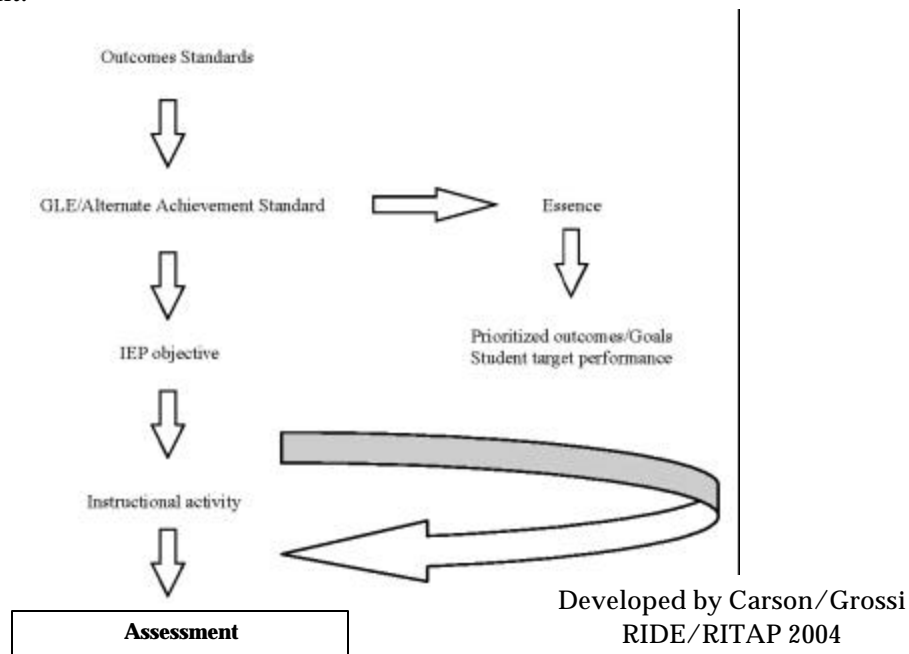 Outcomes Standards
GLE/Alternate Achievement Standard
Essence
IEP objective
Prioritized outcomes/Goals
Student target performance
Instructional activity
Assessment
Developed by Carson/Grossi
RIDE/RITAP 2004